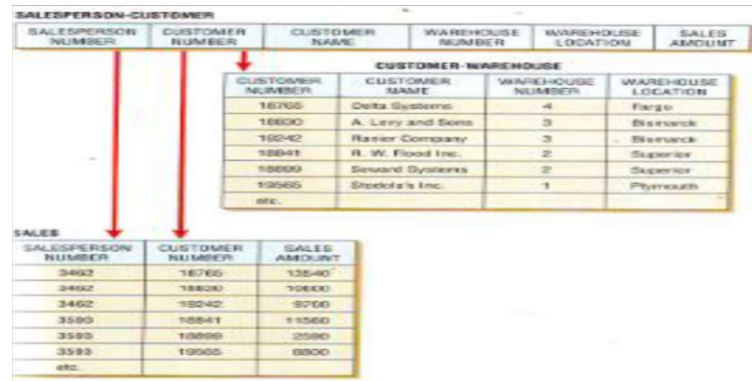 SALESPERSON-CUSTOMER
SALESPERSON NUMBER CUSTOMER NUMBER CUSTOMER NAME WAREHOUSE NUMBER WAREHOUSE LOCATION SALES AMOUNT
CUSTOMER-WAREHOUSE
CUSTOMER NUMBER CUSTOMER NAME WAREHOUSE NUMBER WAREHOUSE LOCATION
18765 Delta Systems 4 Fargo
18830 A. Levy and Sons 3 Bismarck
19242 Ranier Company 3 Bismarck
18841 R. W. Flood Inc. 2 Superior
18899 Seward Systems 2 Superior
19565 Stodola's Inc. 1 Plymouth
etc.
SALES
SALESPERSON NUMBER CUSTOMER NUMBER SALES AMOUNT
3462 18765 13540
3462 18830 10600
3462 19242 9700
3593 18841 11560
3593 18899 2590
3593 19565 8800
etc.